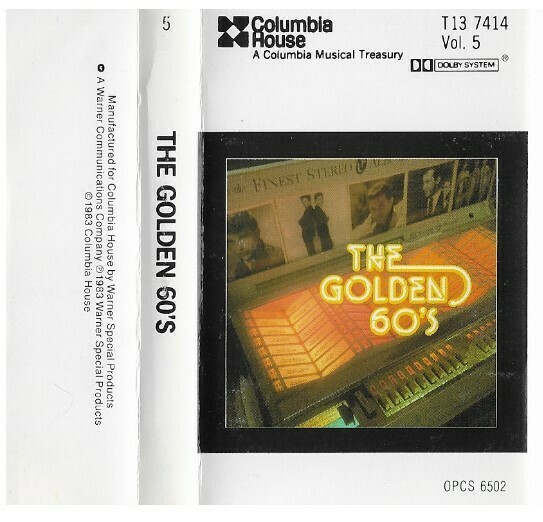 5
THE GOLDEN 60'S
Manufactured for Columbia House by Warner Special Products
A Warner Communications Company ℗1983 Warner Special Products
©1983 Columbia House
Columbia
House
A Columbia Musical Treasury
T13 7414
Vol. 5
DOLBY SYSTEM ®
FINEST STEREO
THE
GOLDEN
60'S
OPCS 6502